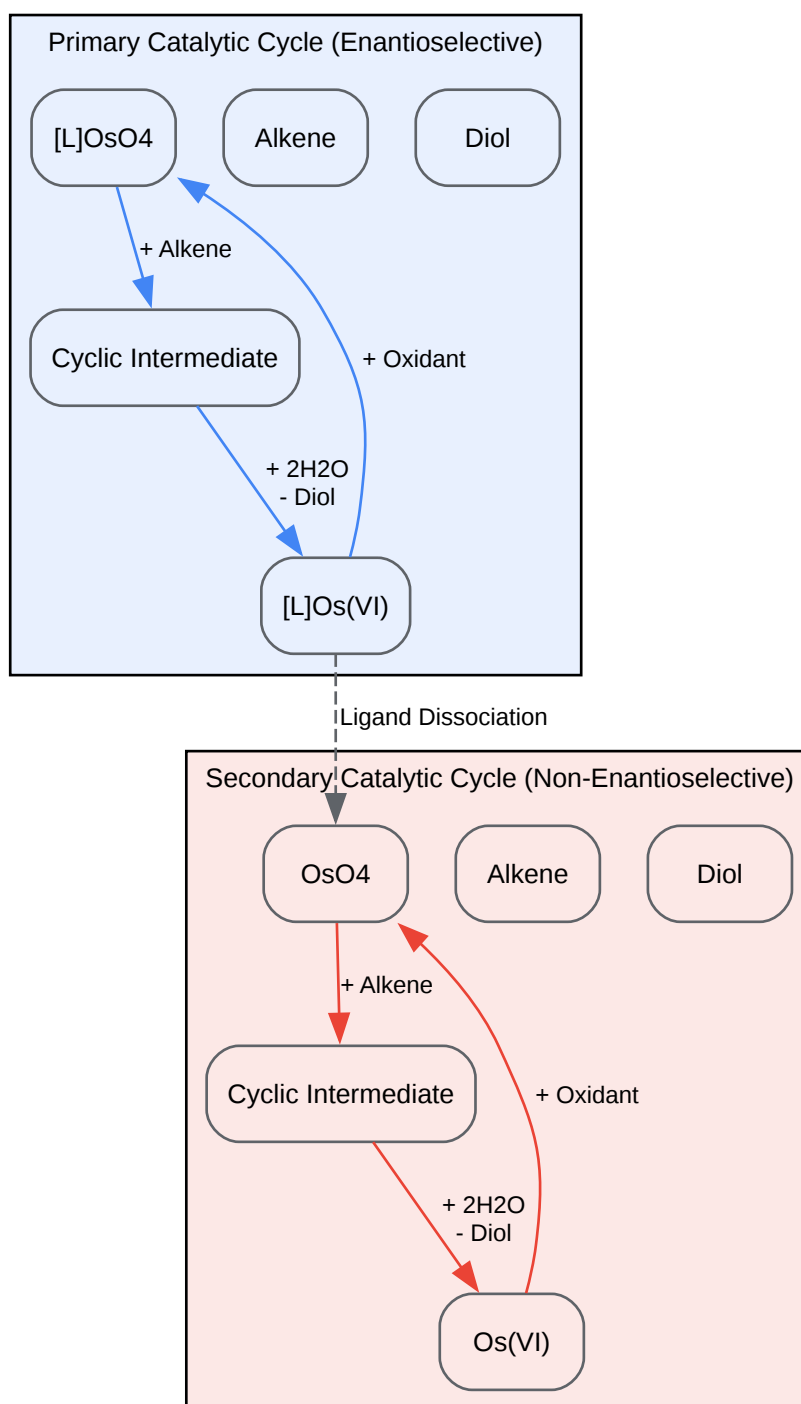 Primary Catalytic Cycle (Enantioselective)
[L]OsO4
Alkene
Diol
+ Alkene
Cyclic Intermediate
+ Oxidant
+ 2H2O
- Diol
[L]Os(VI)
Ligand Dissociation
Secondary Catalytic Cycle (Non-Enantioselective)
OsO4
Alkene
Diol
+ Alkene
Cyclic Intermediate
+ Oxidant
+ 2H2O
- Diol
Os(VI)